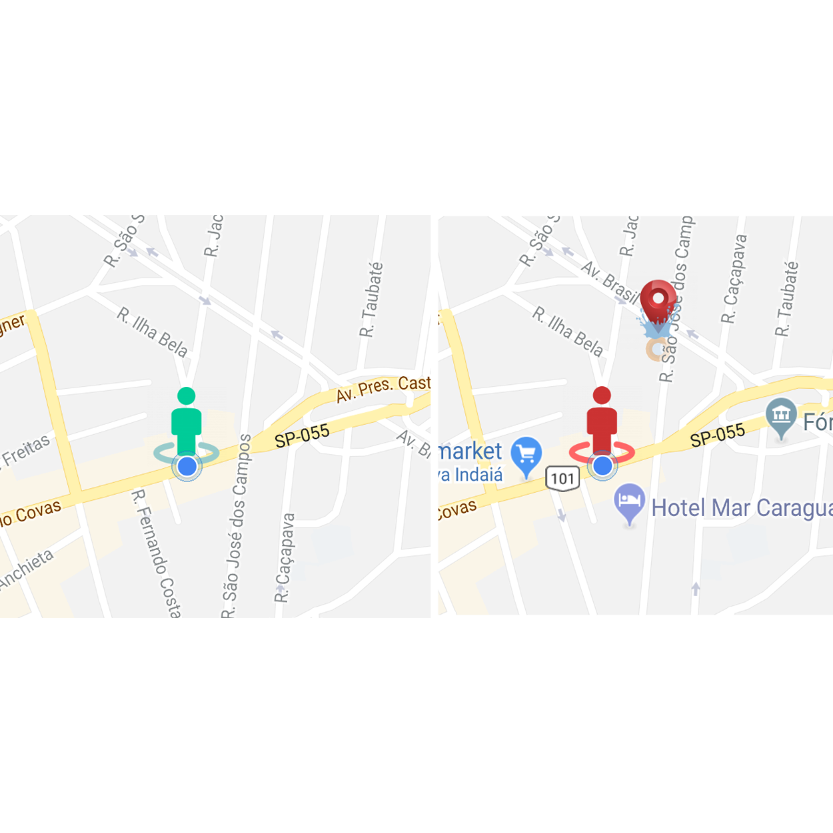 R. São S
R. Jac
R. Taubaté
R. Ilha Bela
gner
Av. Pres. Cast
SP-055
Av. Br
Freitas
io Covas
Anchieta
R. Fernando Costa
R. São José dos Campos
R. Caçapava
R. São S
R. Jac
Av. Brasil
R. São José dos Camp
R. Caçapava
R. Taubaté
R. Ilha Bela
SP-055
Fór
market
va Indaiá
101
Covas
Hotel Mar Caragua